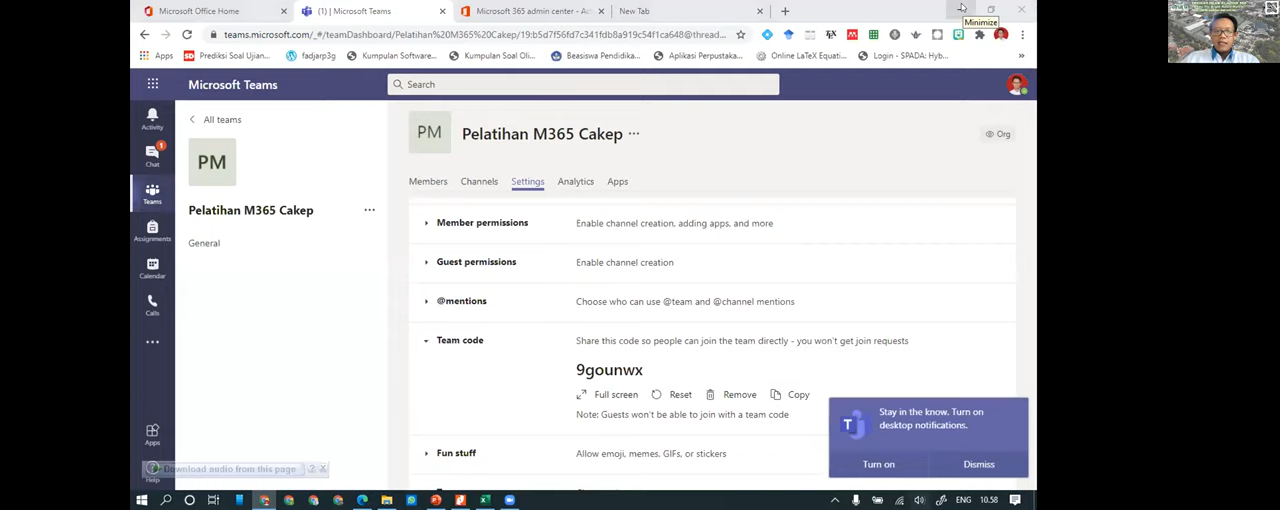 Microsoft Office Home
(1) | Microsoft Teams
Microsoft 365 admin center - Ac
New Tab
Minimize
teams.microsoft.com/_#/teamDashboard/Pelatihan%20M365%20Cakep/19:b5d7f56fd7c341fdb8a919c54f1ca648@thread...
Apps
Prediksi Soal Ujian...
fadjarp3g
Kumpulan Software...
Kumpulan Soal Oli...
Beasiswa Pendidika...
Aplikasi Perpustaka...
Online LaTeX Equati...
Login - SPADA: Hyb...
Microsoft Teams
Search
Activity
Chat
1
Teams
Assignments
Calendar
Calls
Apps
Help
All teams
PM
Pelatihan M365 Cakep
General
PM
Pelatihan M365 Cakep
Org
Members
Channels
Settings
Analytics
Apps
Member permissions
Enable channel creation, adding apps, and more
Guest permissions
Enable channel creation
@mentions
Choose who can use @team and @channel mentions
Team code
Share this code so people can join the team directly - you won't get join requests
9gounwx
Full screen
Reset
Remove
Copy
Note: Guests won't be able to join with a team code
Fun stuff
Allow emoji, memes, GIFs, or stickers
Stay in the know. Turn on
desktop notifications.
Turn on
Dismiss
Download audio from this page
ENG
10.58